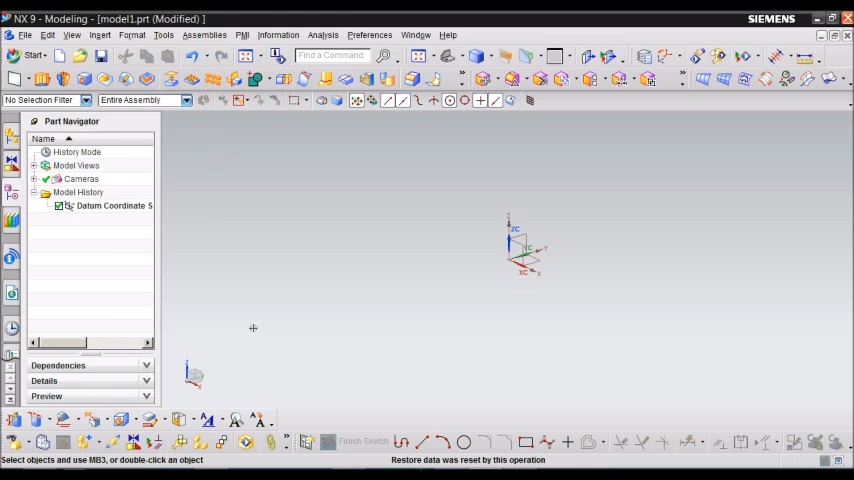 NX 9 - Modeling - [model1.prt (Modified) ]
SIEMENS
File Edit View Insert Format Tools Assemblies PMI Information Analysis Preferences Window Help
Start
Find a Command
No Selection Filter
Entire Assembly
Part Navigator
Name
History Mode
Model Views
Cameras
Model History
Datum Coordinate S
Z
ZC
YC
Y
XC
X
Z
X
Dependencies
Details
Preview
Finish Sketch
Select objects and use MB3, or double-click an object
Restore data was reset by this operation